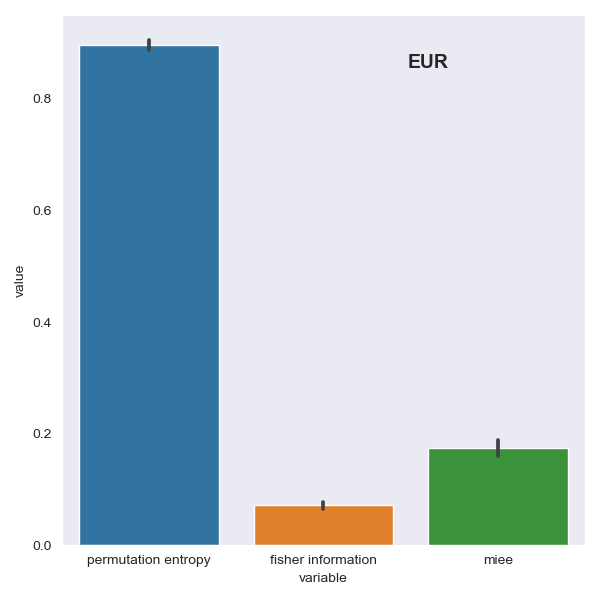 EUR
0.8
0.6
value
0.4
0.2
0.0
permutation entropy fisher information miee
variable